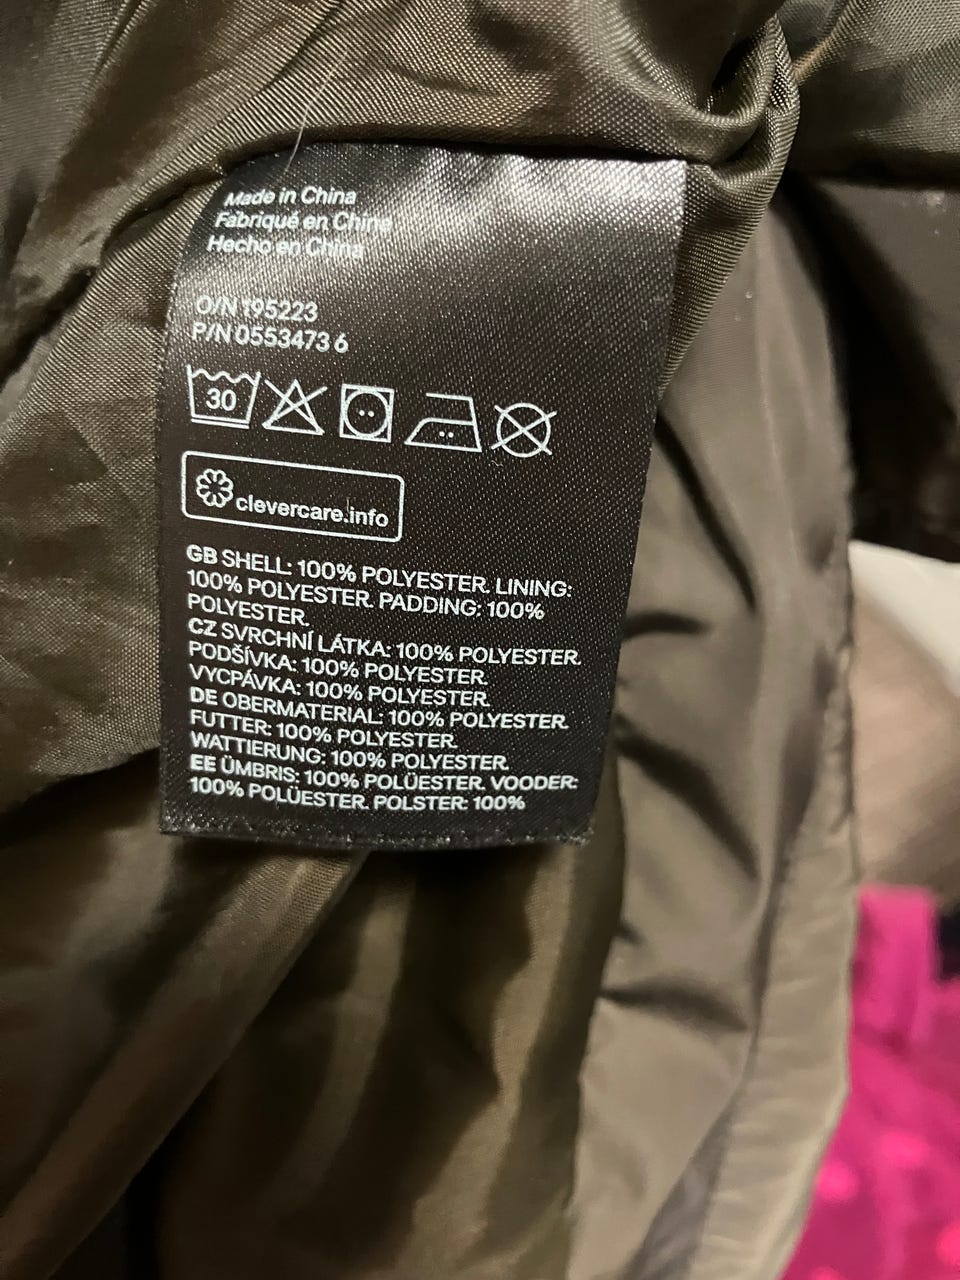 Made in China
Fabriqué en Chine
Hecho en China
O/N 195223
P/N 0553473 6
30
clevercare.info
GB SHELL: 100% POLYESTER. LINING:
100% POLYESTER. PADDING: 100%
POLYESTER.
CZ SVRCHNÍ LÁTKA: 100% POLYESTER.
PODŠÍVKA: 100% POLYESTER.
VYCPÁVKA: 100% POLYESTER.
DE OBERMATERIAL: 100% POLYESTER.
FUTTER: 100% POLYESTER.
WATTIERUNG: 100% POLYESTER.
EE ÜMBRIS: 100% POLÜESTER. VOODER:
100% POLÜESTER. POLSTER: 100%